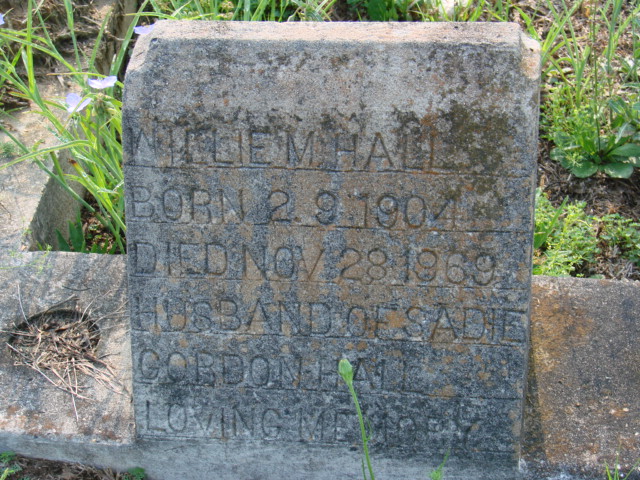 WILLIE M. HALL
BORN 2 9 1904
DIED NOV 28 1969
HUSBAND OF SADIE
GORDON HALL
LOVING MEMORY